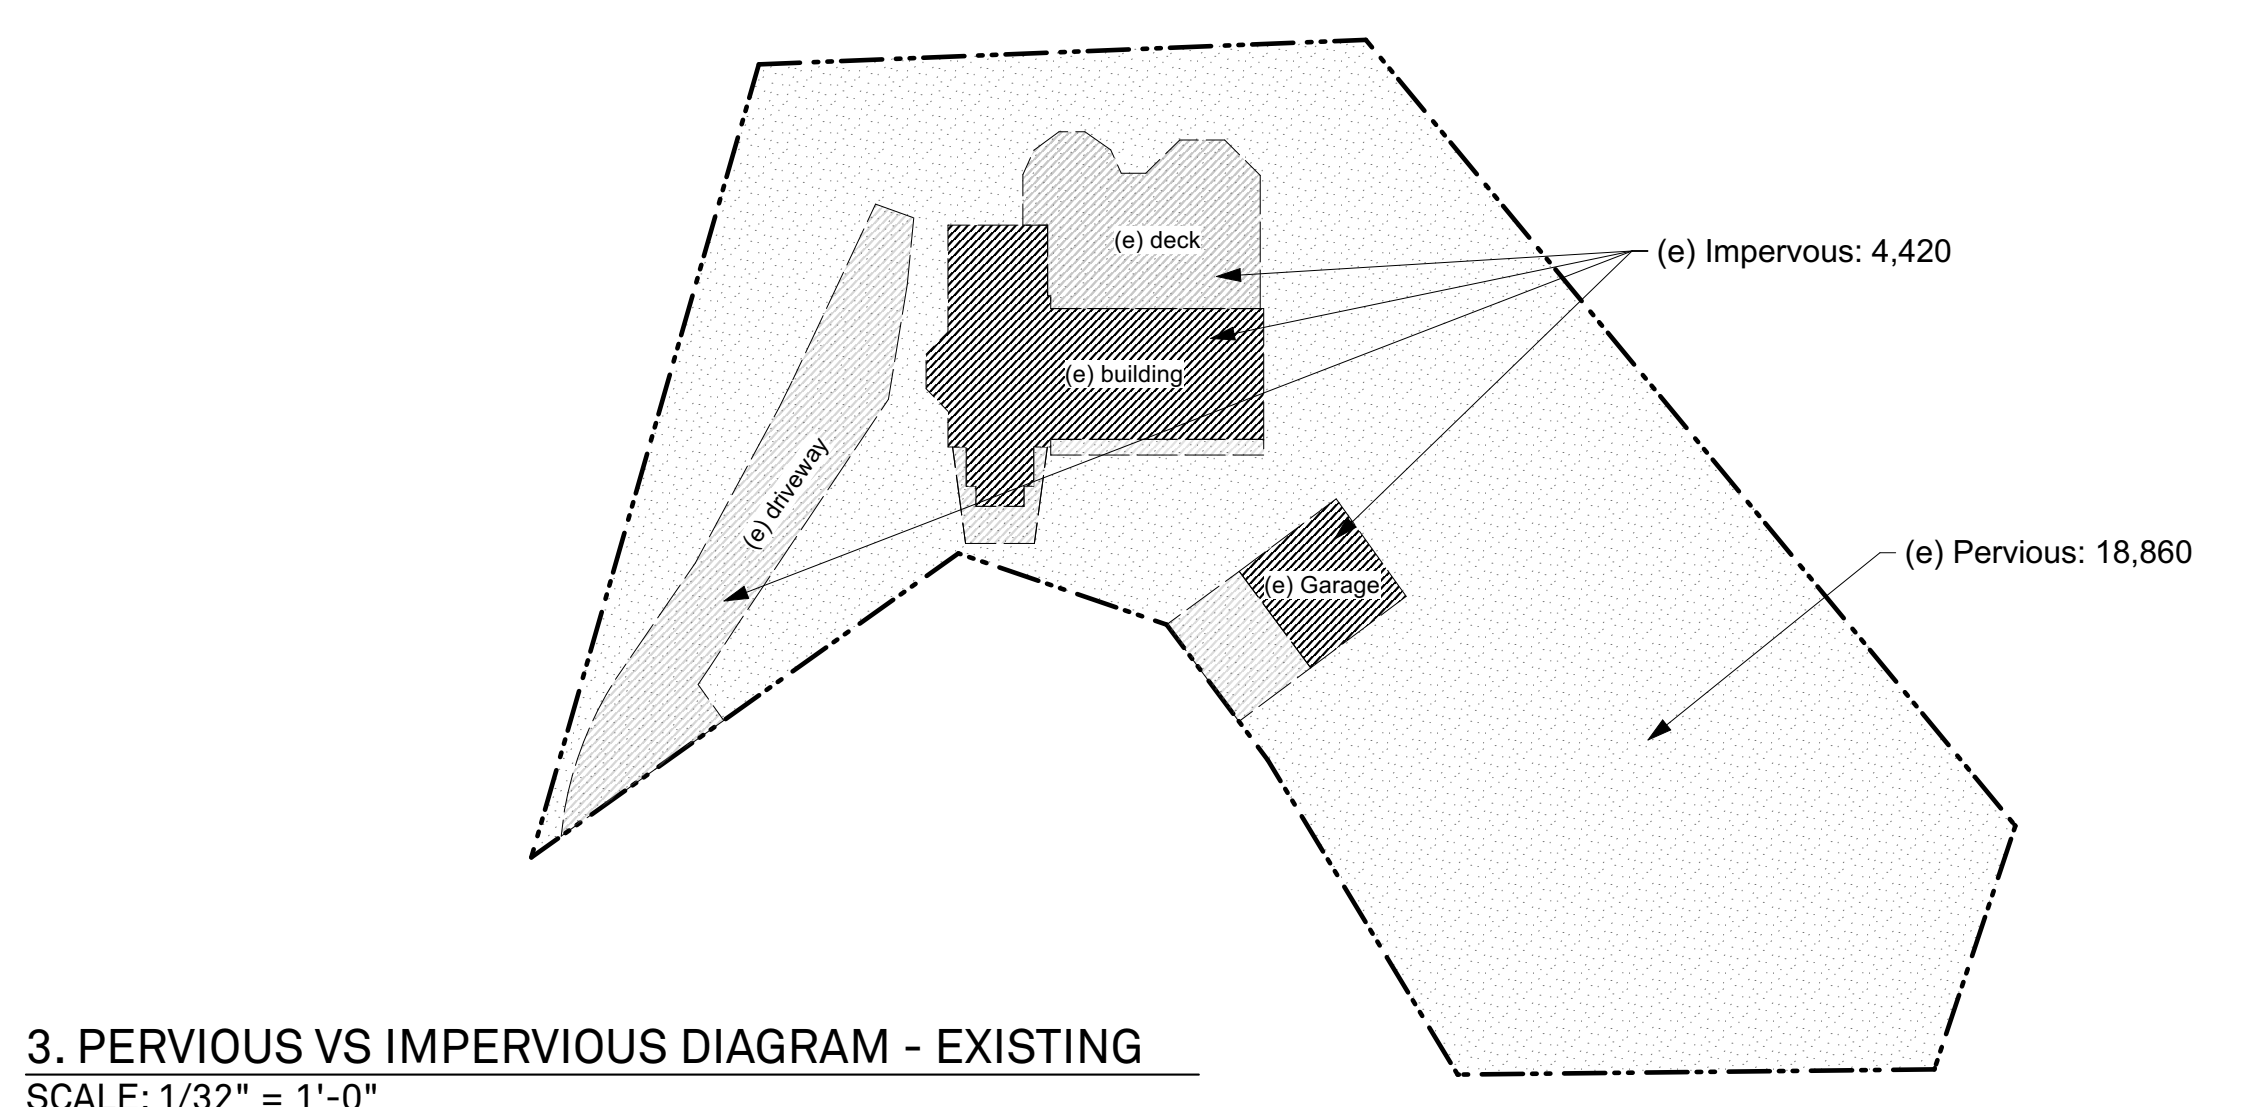 (e) deck
(e) Impervous: 4,420
(e) building
(e) driveway
(e) Pervious: 18,860
(e) Garage
3. PERVIOUS VS IMPERVIOUS DIAGRAM - EXISTING
SCALE: 1/32" = 1'-0"